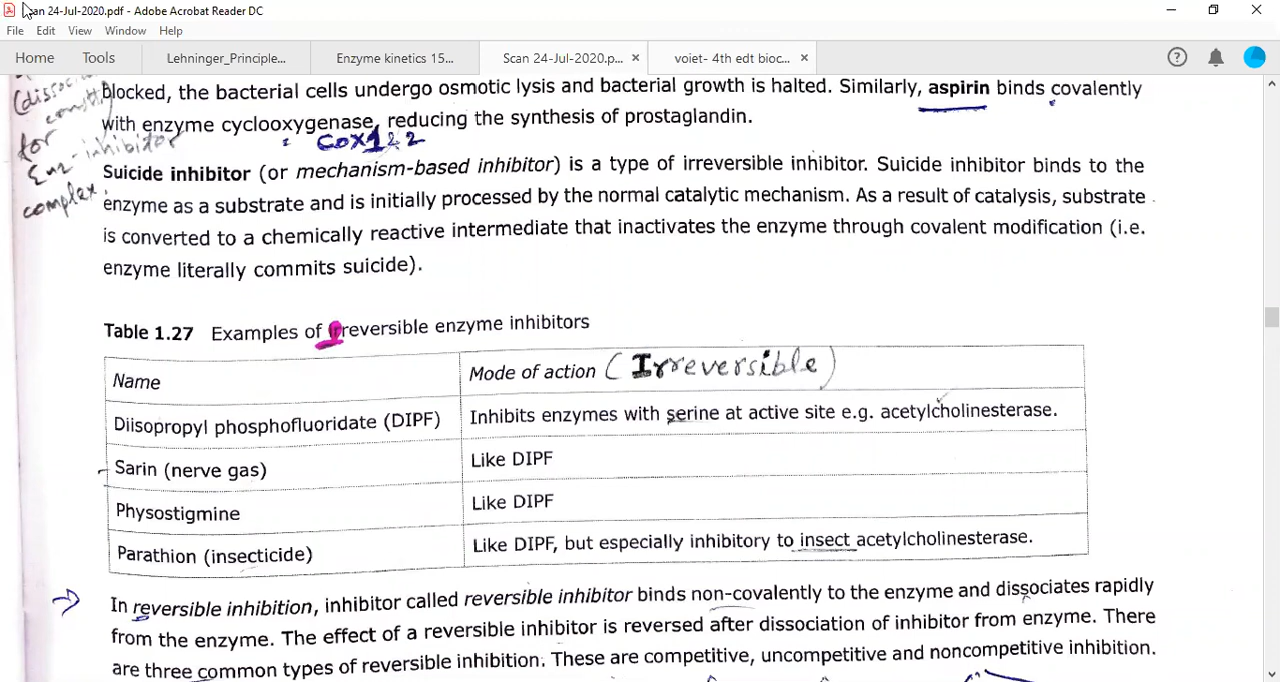 Scan 24-Jul-2020.pdf - Adobe Acrobat Reader DC
File Edit View Window Help
Home Tools Lehninger_Principle... Enzyme kinetics 15... Scan 24-Jul-2020.p... × voiet- 4th edt bioc... ×
Blocked, the bacterial cells undergo osmotic lysis and bacterial growth is halted. Similarly, aspirin binds covalently
with enzyme cyclooxygenase, reducing the synthesis of prostaglandin.
Cox1&2
for
Enz-inhibitor
complex
Suicide inhibitor (or mechanism-based inhibitor) is a type of irreversible inhibitor. Suicide inhibitor binds to the
enzyme as a substrate and is initially processed by the normal catalytic mechanism. As a result of catalysis, substrate
is converted to a chemically reactive intermediate that inactivates the enzyme through covalent modification (i.e.
enzyme literally commits suicide).
Table 1.27 Examples of Irreversible enzyme inhibitors
Name
Mode of action (Irreversible)
Diisopropyl phosphofluoridate (DIPF)
Inhibits enzymes with serine at active site e.g. acetylcholinesterase.
Sarin (nerve gas)
Like DIPF
Physostigmine
Like DIPF
Parathion (insecticide)
Like DIPF, but especially inhibitory to insect acetylcholinesterase.
In reversible inhibition, inhibitor called reversible inhibitor binds non-covalently to the enzyme and dissociates rapidly
from the enzyme. The effect of a reversible inhibitor is reversed after dissociation of inhibitor from enzyme. There
are three common types of reversible inhibition. These are competitive, uncompetitive and noncompetitive inhibition.